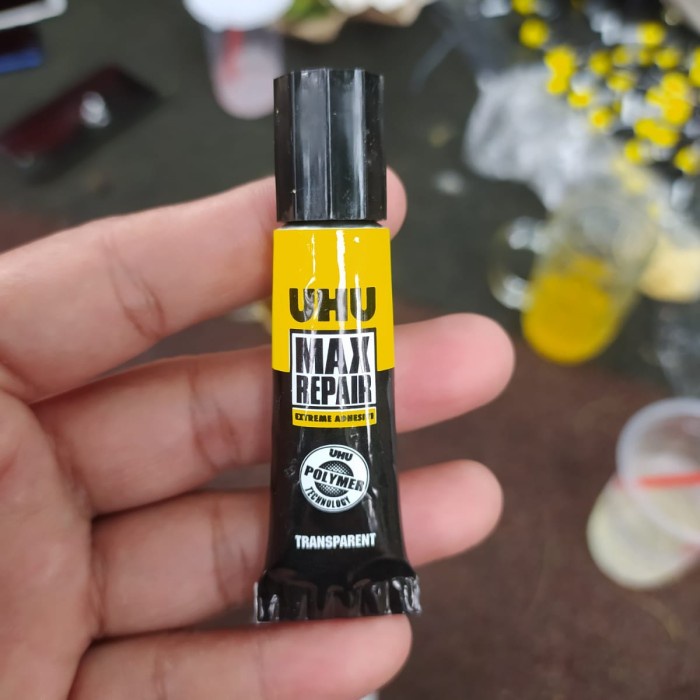 UHU
MAX
REPAIR
EXTREME ADHESIVE
UHU
POLYMER
TECHNOLOGY
TRANSPARENT